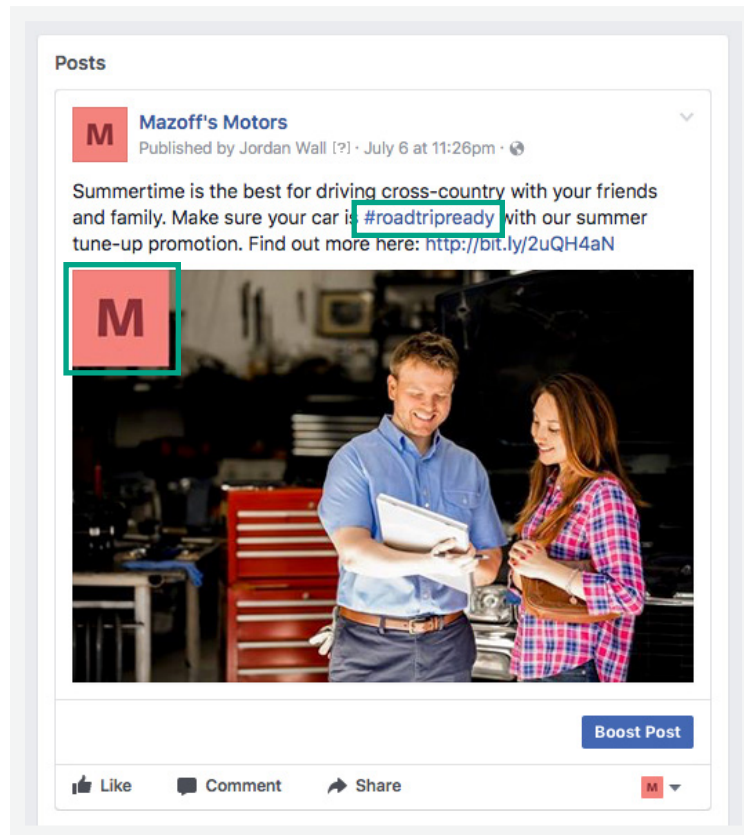 Posts
M
Mazoff's Motors
Published by Jordan Wall [?] · July 6 at 11:26pm ·
Summertime is the best for driving cross-country with your friends
and family. Make sure your car is #roadtripready with our summer
tune-up promotion. Find out more here: http://bit.ly/2uQH4aN
M
Boost Post
Like Comment Share M